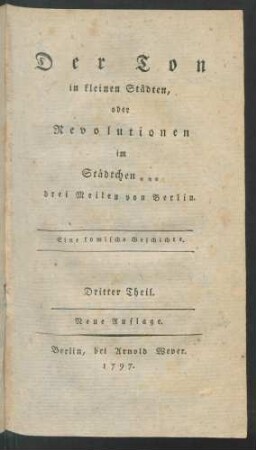 Der Ton
in kleinen Städten,
oder
Revolutionen
im
Städtchen...
drei Meilen von Berlin.
Eine komische Geschichte.
Dritter Theil.
Neue Auflage.
Berlin, bei Arnold Wever.
1797.